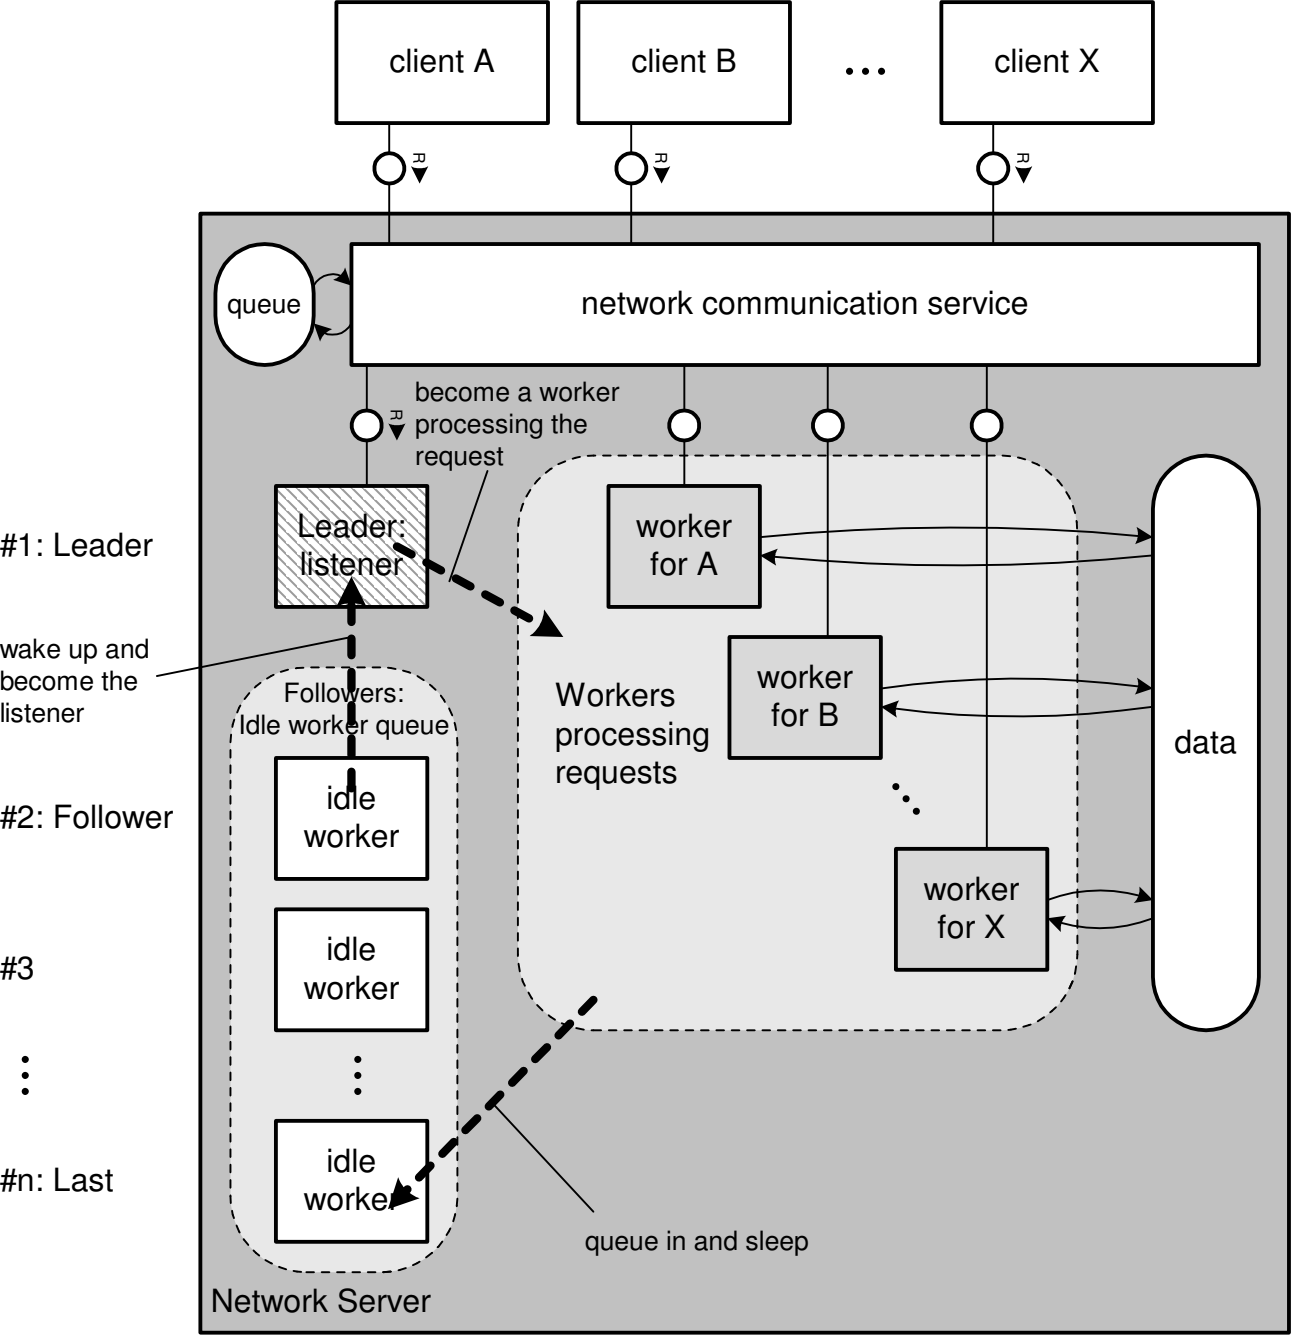 client A
client B
...
client X
R
R
R
queue
network communication service
become a worker
processing the
request
R
#1: Leader
Leader:
listener
worker
for A
wake up and
become the
listener
Followers:
Idle worker queue
Workers
processing
requests
worker
for B
data
#2: Follower
idle
worker
worker
for X
#3
idle
worker
#n: Last
idle
worker
queue in and sleep
Network Server